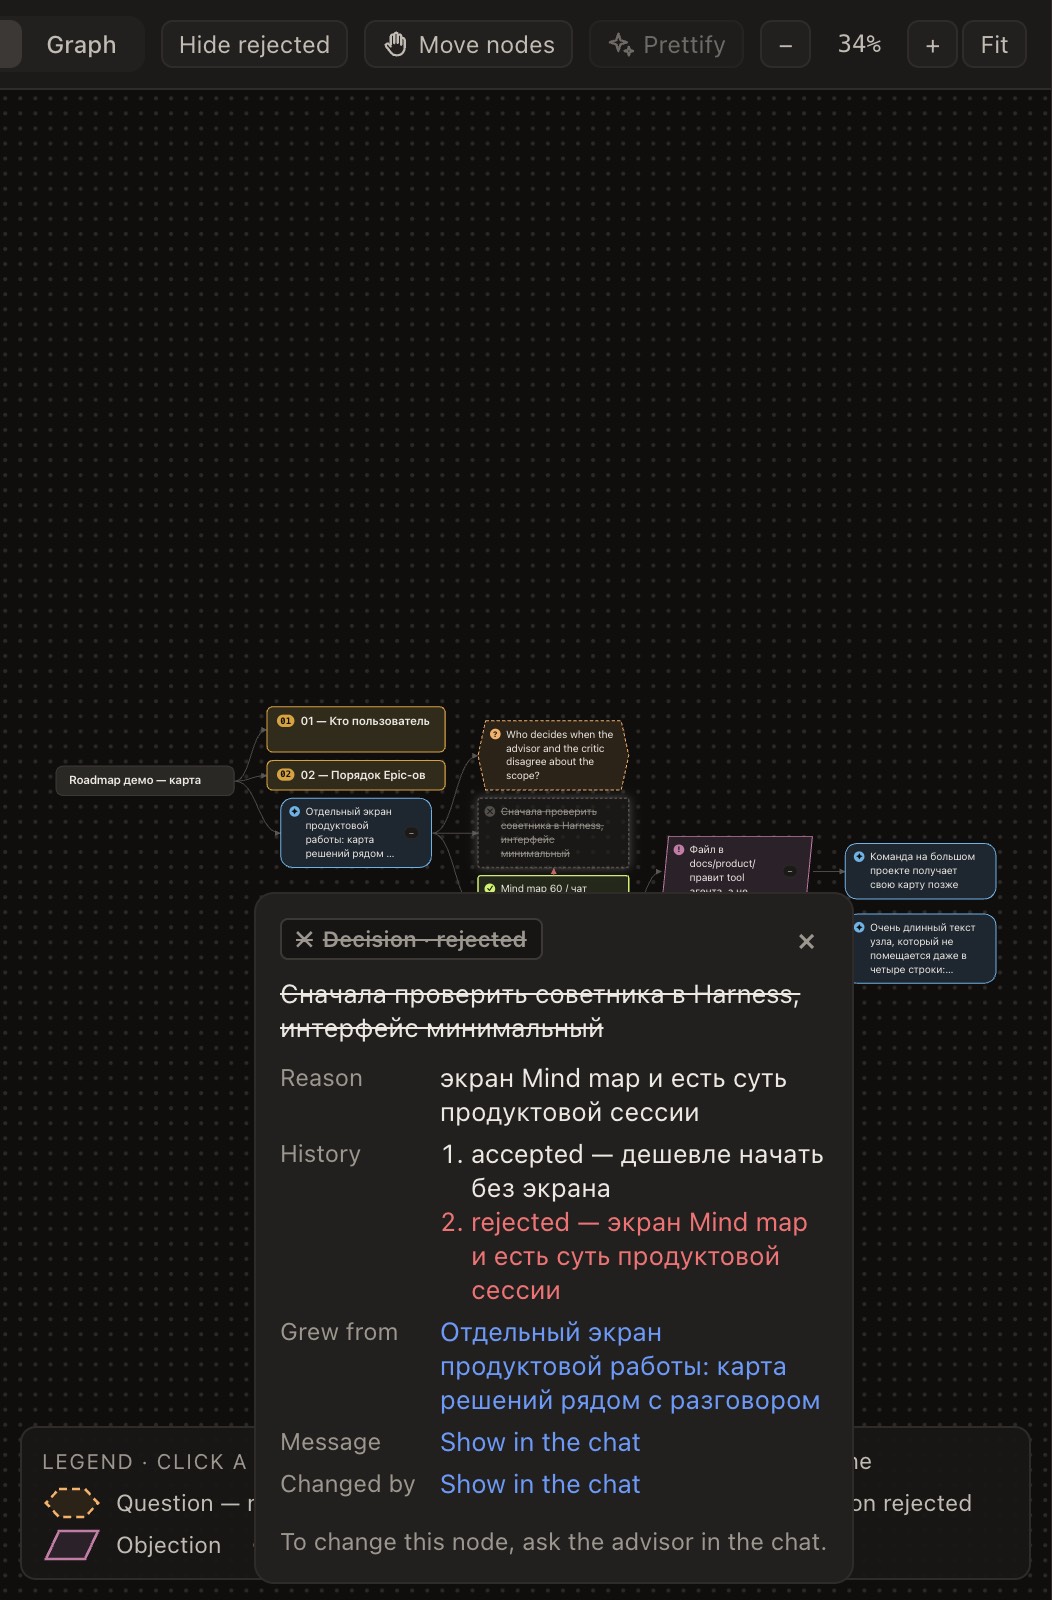 Graph
Hide rejected
Move nodes
Prettify
−
34%
+
Fit
Roadmap демо — карта
01 01 — Кто пользователь
02 02 — Порядок Epic-ов
Отдельный экран
продуктовой
работы: карта
решений рядом ...
Who decides when the
advisor and the critic
disagree about the
scope?
Сначала проверить
советника в Harness,
интерфейс
минимальный
Mind map 60 / чат
Файл в
docs/product/
правит tool
агента, а не
Команда на большом
проекте получает
свою карту позже
Очень длинный текст
узла, который не
помещается даже в
четыре строки:...
Decision · rejected
Сначала проверить советника в Harness,
интерфейс минимальный
Reason
экран Mind map и есть суть
продуктовой сессии
History
1. accepted — дешевле начать
без экрана
2. rejected — экран Mind map
и есть суть продуктовой
сессии
Grew from
Отдельный экран
продуктовой работы: карта
решений рядом с разговором
Message
Show in the chat
Changed by
Show in the chat
To change this node, ask the advisor in the chat.
LEGEND · CLICK A
Question —
Objection
ne
on rejected